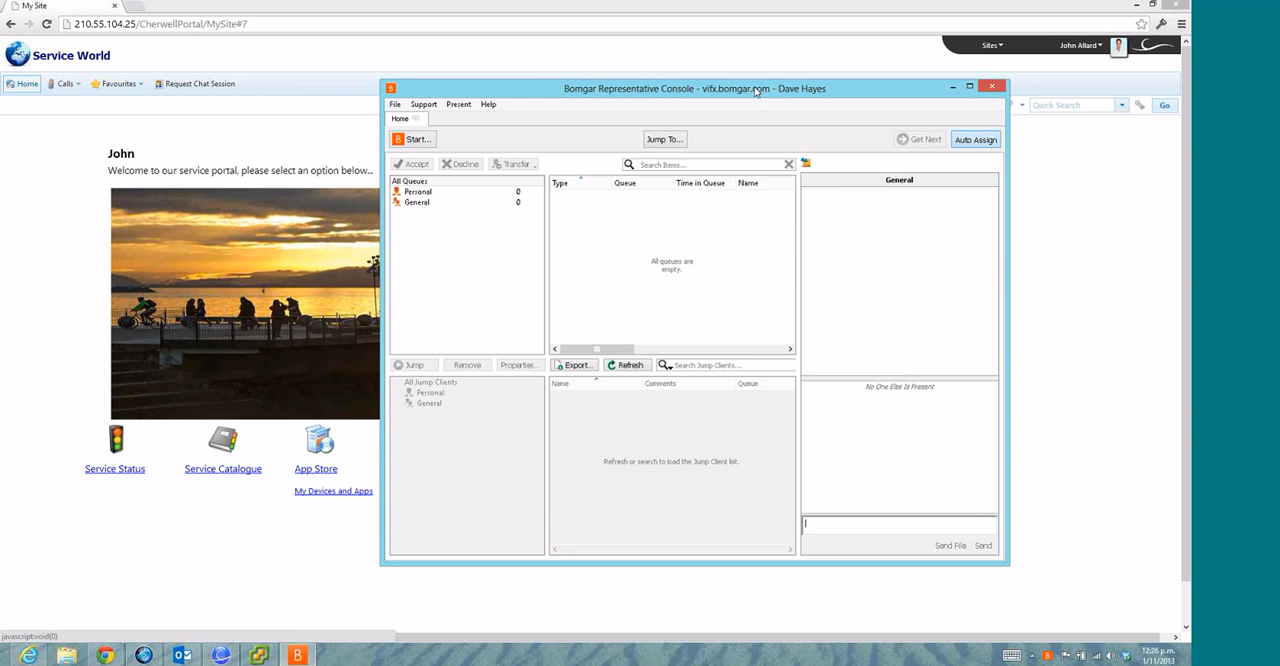 My Site
210.55.104.25/CherwellPortal/MySite#7
Service World
Sites
John Allard
Home Calls Favourites Request Chat Session
Quick Search Go
John
Welcome to our service portal, please select an option below...
Service Status
Service Catalogue
App Store
My Devices and Apps
Bomgar Representative Console - vifx.bomgar.com - Dave Hayes
File Support Present Help
Home
Start...
Jump To...
Get Next
Auto Assign
Accept Decline Transfer
Search Items...
All Queues
Personal 0
General 0
Type Queue Time in Queue Name
All queues are
empty.
General
Jump Remove Properties...
Export... Refresh
Search Jump Clients...
All Jump Clients
Personal
General
Name Comments Queue
Refresh or search to load the Jump Client list.
No One Else Is Present
Send File Send
javascript:void(0)
12:26 p.m.
1/11/2013